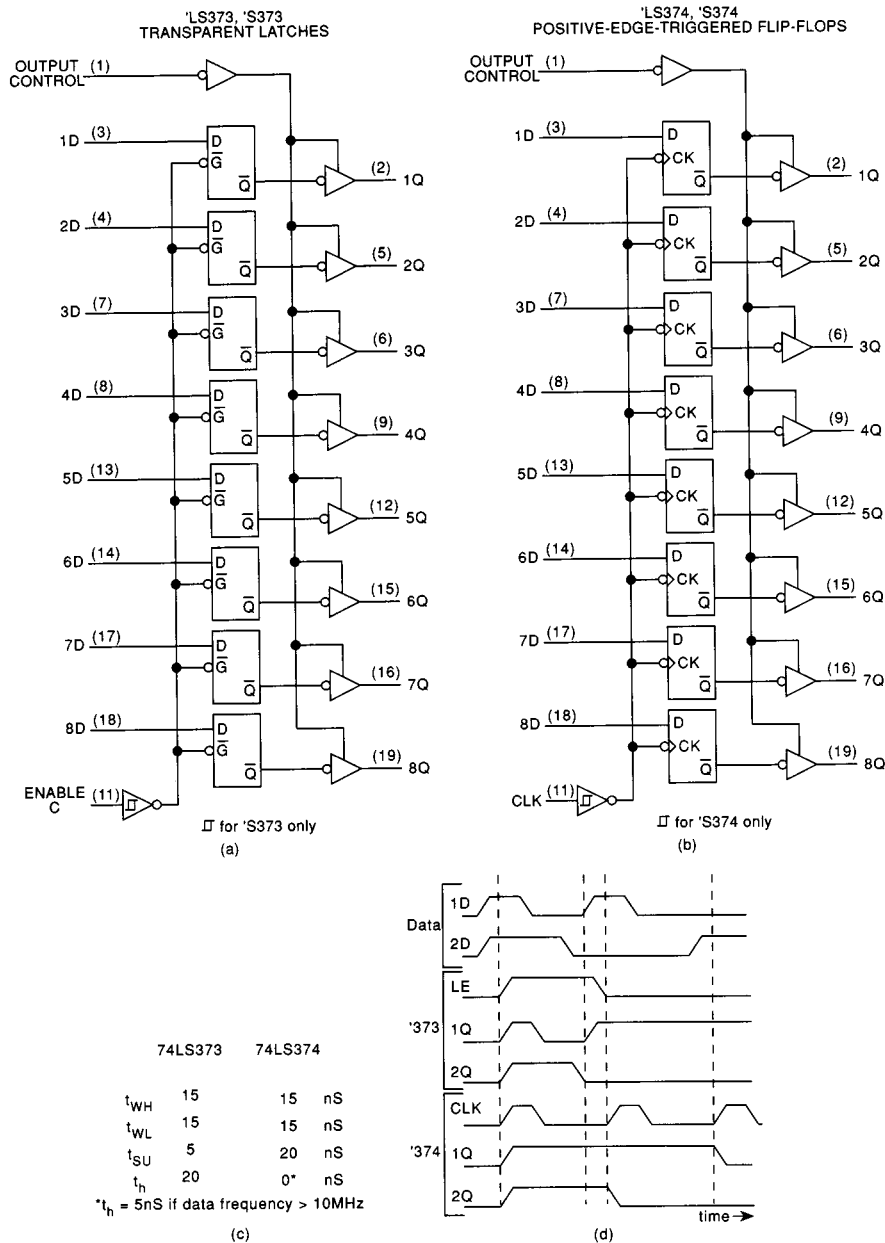 'LS373, 'S373
TRANSPARENT LATCHES
OUTPUT (1)
CONTROL
1D (3)
D
G̅
Q̅
(2)
1Q
2D (4)
D
G̅
Q̅
(5)
2Q
3D (7)
D
G̅
Q̅
(6)
3Q
4D (8)
D
G̅
Q̅
(9)
4Q
5D (13)
D
G̅
Q̅
(12)
5Q
6D (14)
D
G̅
Q̅
(15)
6Q
7D (17)
D
G̅
Q̅
(16)
7Q
8D (18)
D
G̅
Q̅
(19)
8Q
ENABLE (11)
C
for 'S373 only
(a)
'LS374, 'S374
POSITIVE-EDGE-TRIGGERED FLIP-FLOPS
OUTPUT (1)
CONTROL
1D (3)
D
CK
Q̅
(2)
1Q
2D (4)
D
CK
Q̅
(5)
2Q
3D (7)
D
CK
Q̅
(6)
3Q
4D (8)
D
CK
Q̅
(9)
4Q
5D (13)
D
CK
Q̅
(12)
5Q
6D (14)
D
CK
Q̅
(15)
6Q
7D (17)
D
CK
Q̅
(16)
7Q
8D (18)
D
CK
Q̅
(19)
8Q
CLK (11)
for 'S374 only
(b)
74LS373 74LS374
tWH 15 15 nS
tWL 15 15 nS
tSU 5 20 nS
th 20 0* nS
*th = 5nS if data frequency > 10MHz
(c)
Data
1D
2D
'373
LE
1Q
2Q
'374
CLK
1Q
2Q
time→
(d)